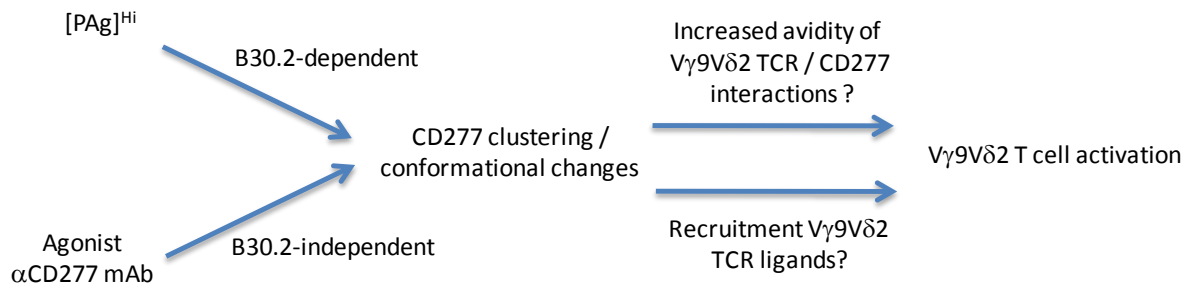 [PAg]Hi
B30.2-dependent
Agonist
αCD277 mAb
B30.2-independent
CD277 clustering /
conformational changes
Increased avidity of
Vγ9Vδ2 TCR / CD277
interactions ?
Recruitment Vγ9Vδ2
TCR ligands?
Vγ9Vδ2 T cell activation